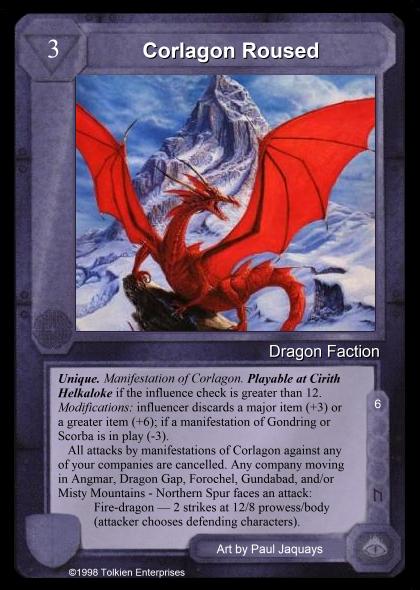 3
Corlagon Roused
Dragon Faction
Unique. Manifestation of Corlagon. Playable at Cirith
Helkaloke if the influence check is greater than 12.
Modifications: influencer discards a major item (+3) or
a greater item (+6); if a manifestation of Gondring or
Scorba is in play (-3).
All attacks by manifestations of Corlagon against any
of your companies are cancelled. Any company moving
in Angmar, Dragon Gap, Forochel, Gundabad, and/or
Misty Mountains - Northern Spur faces an attack:
Fire-dragon — 2 strikes at 12/8 prowess/body
(attacker chooses defending characters).
6
Art by Paul Jaquays
©1998 Tolkien Enterprises